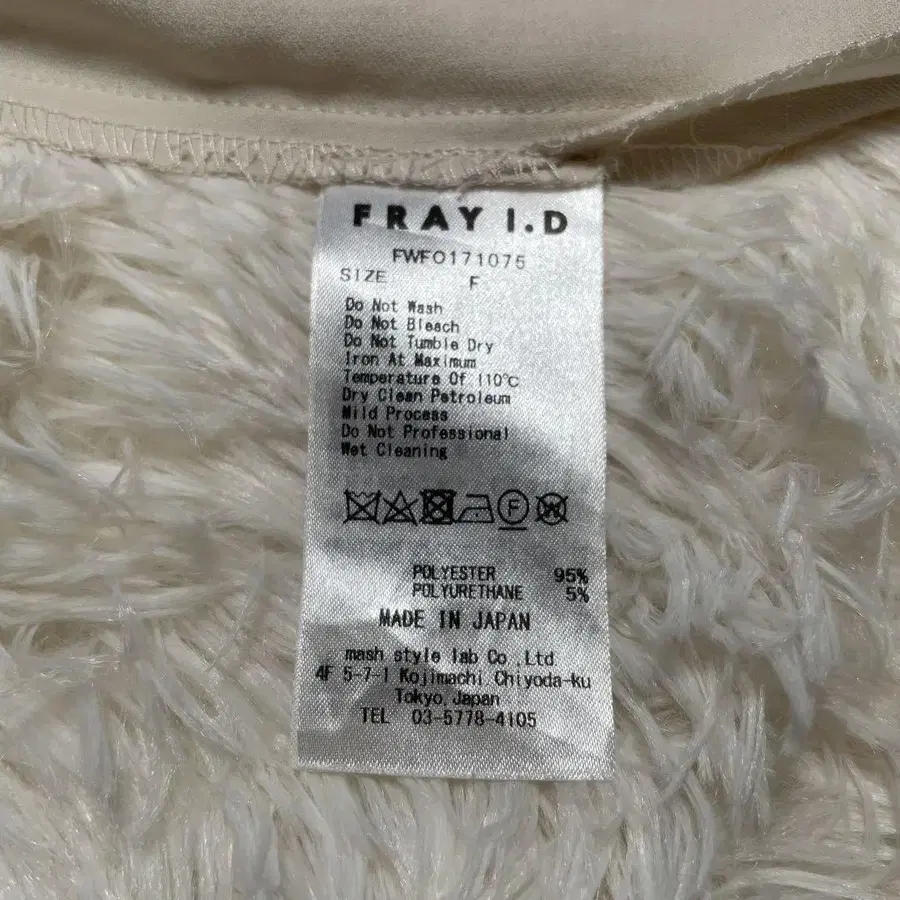 FRAY I.D
FWFO171075
SIZE F
Do Not Wash
Do Not Bleach
Do Not Tumble Dry
Iron At Maximum
Temperature Of 110℃
Dry Clean Petroleum
Mild Process
Do Not Professional
Wet Cleaning
F W
POLYESTER 95%
POLYURETHANE 5%
MADE IN JAPAN
mash style lab Co.,Ltd
4F 5-7-1 Kojimachi Chiyoda-ku
Tokyo,Japan
TEL 03-5778-4105